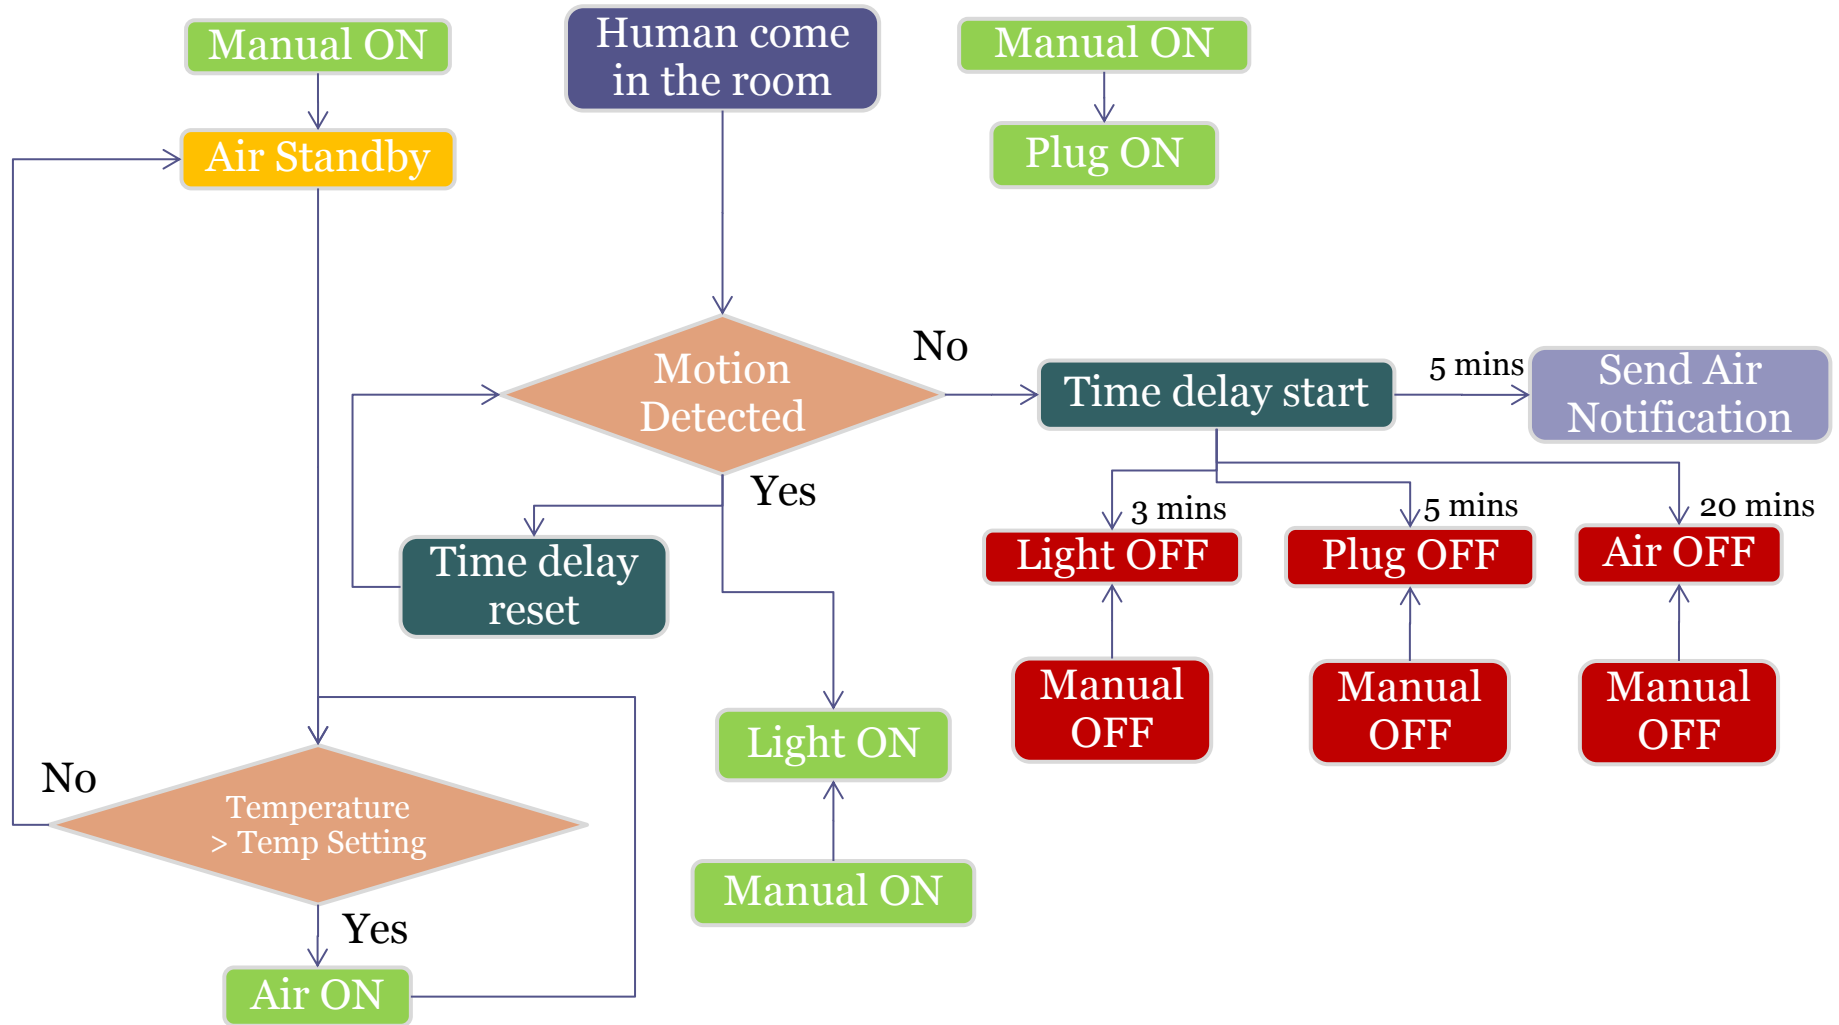 Manual ON
Human come
in the room
Manual ON
Air Standby
Plug ON
Motion
Detected
No
Time delay start
5 mins
Send Air
Notification
Yes
3 mins
5 mins
20 mins
Light OFF
Plug OFF
Air OFF
Time delay
reset
Manual
OFF
Manual
OFF
Manual
OFF
Light ON
No
Temperature
> Temp Setting
Manual ON
Yes
Air ON